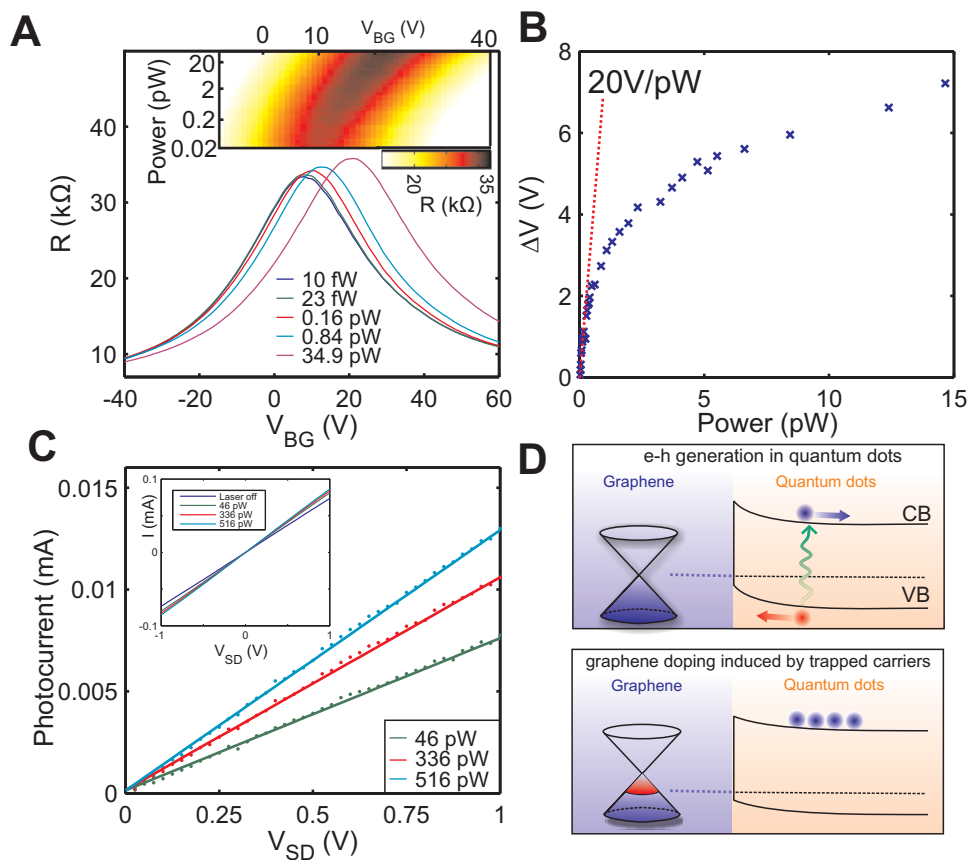 A
0
10
V_BG (V)
40
Power (pW)
20
2
0.2
0.02
20
35
R (kΩ)
R (kΩ)
40
30
20
10
10 fW
23 fW
0.16 pW
0.84 pW
34.9 pW
-40
-20
0
20
40
60
V_BG (V)
B
20V/pW
ΔV (V)
8
6
4
2
0
0
5
10
15
Power (pW)
C
Photocurrent (mA)
0.015
0.01
0.005
0
I (mA)
0.1
0
-0.1
Laser off
46 pW
336 pW
516 pW
-1
0
1
V_SD (V)
46 pW
336 pW
516 pW
0
0.25
0.5
0.75
1
V_SD (V)
D
e-h generation in quantum dots
Graphene
Quantum dots
CB
VB
graphene doping induced by trapped carriers
Graphene
Quantum dots